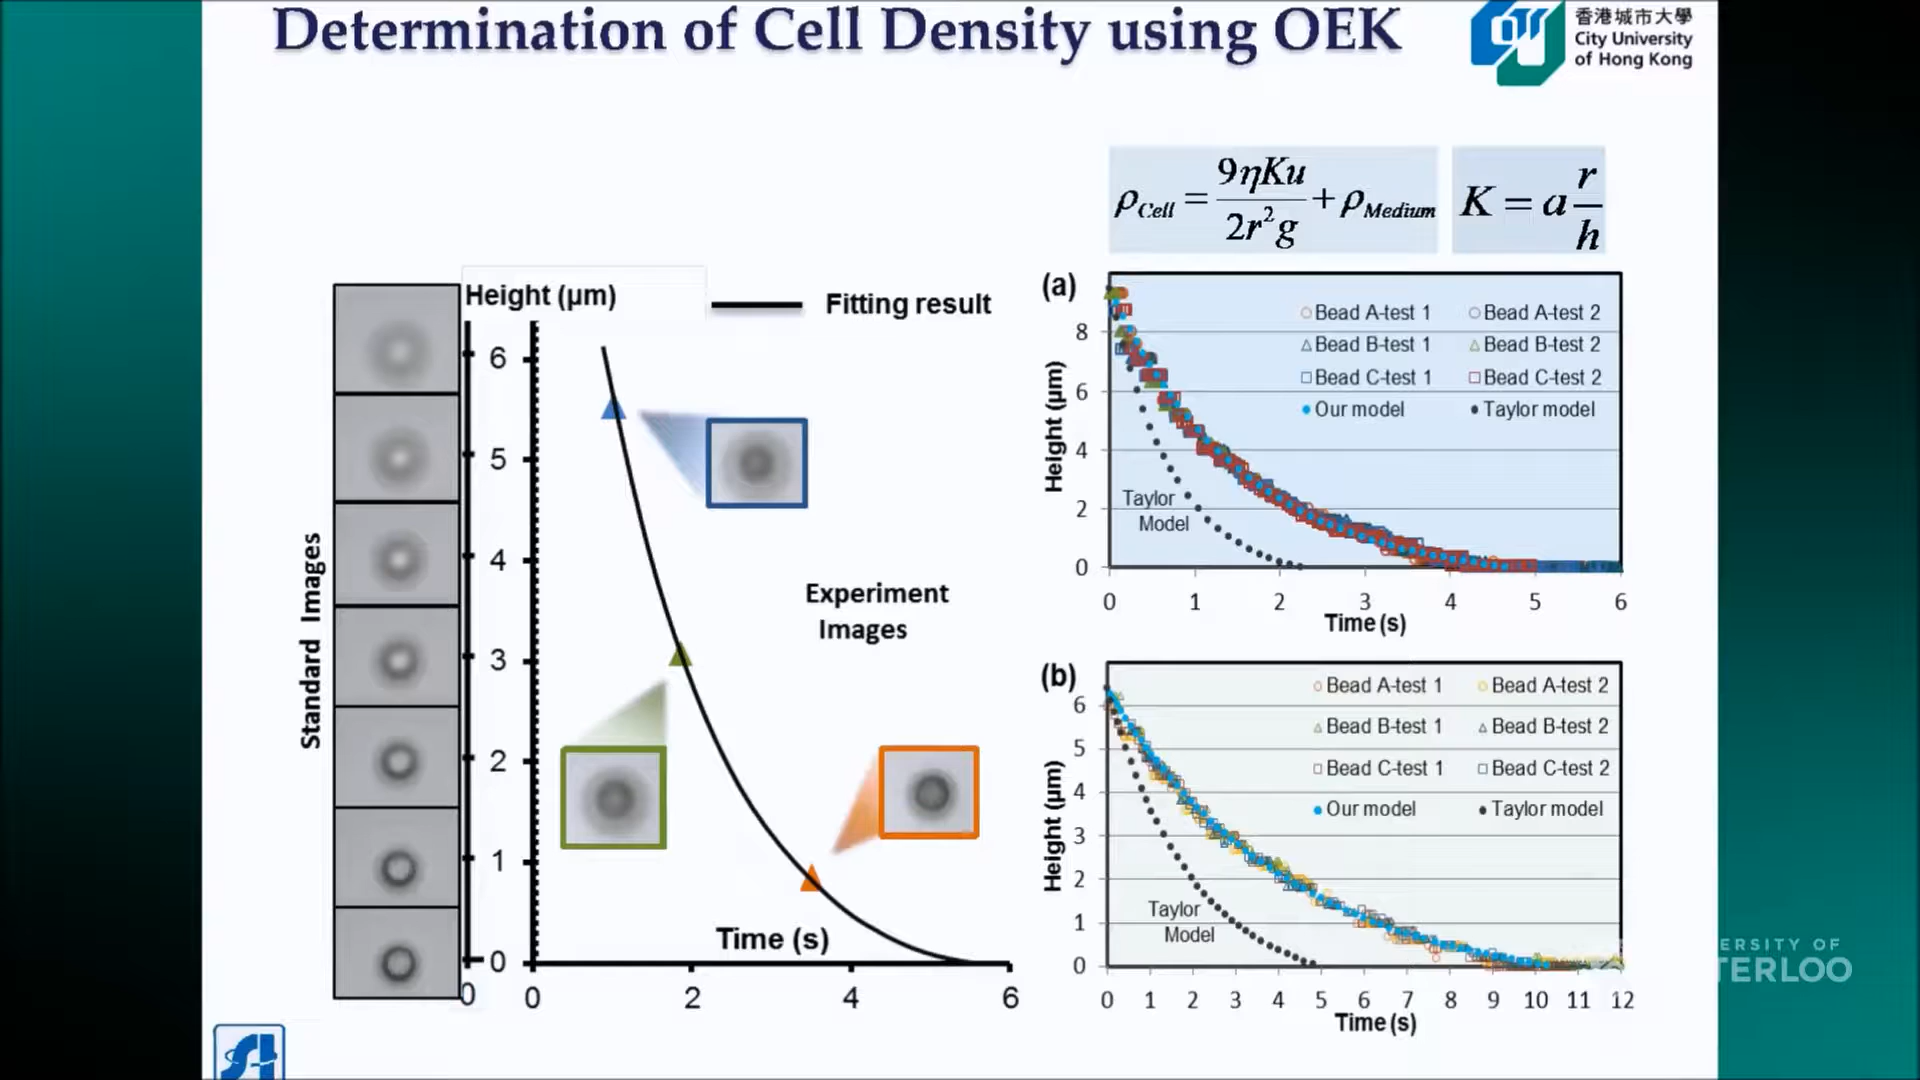 Determination of Cell Density using OEK
香港城市大學
City University
of Hong Kong
ρCell = 9ηKu / 2r²g + ρMedium
K = a r / h
Height (µm)
Fitting result
6
5
4
3
2
1
0
0
0
2
4
6
Time (s)
Standard Images
Experiment
Images
(a)
Bead A-test 1
Bead A-test 2
Bead B-test 1
Bead B-test 2
Bead C-test 1
Bead C-test 2
Our model
Taylor model
Taylor
Model
Height (µm)
8
6
4
2
0
0 1 2 3 4 5 6
Time (s)
(b)
Bead A-test 1
Bead A-test 2
Bead B-test 1
Bead B-test 2
Bead C-test 1
Bead C-test 2
Our model
Taylor model
Taylor
Model
Height (µm)
6
5
4
3
2
1
0
0 1 2 3 4 5 6 7 8 9 10 11 12
Time (s)
ERSITY OF
TERLOO